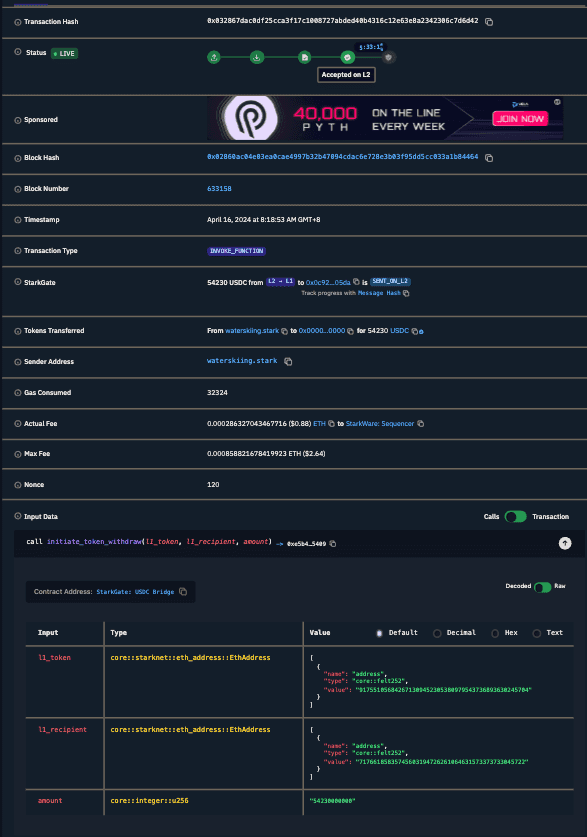 Transaction Hash 0x032867dac0df25cca3f17c1008727abded40b4316c12e63e8a2342306c7d6d42
Status LIVE 5:33:1
Accepted on L2
Sponsored 40,000 PYTH ON THE LINE EVERY WEEK JOIN NOW
Block Hash 0x02860ac04e03ea0cae4997b32b47094cdac6e728e3b03f95dd5cc033a1b84464
Block Number 633158
Timestamp April 16, 2024 at 8:18:53 AM GMT+8
Transaction Type INVOKE_FUNCTION
StarkGate 54230 USDC from L2 → L1 to 0x0c92...05da is SENT_ON_L2
Track progress with Message Hash
Tokens Transferred From waterskiing.stark to 0x0000...0000 for 54230 USDC
Sender Address waterskiing.stark
Gas Consumed 32324
Actual Fee 0.000286327043467716 ($0.88) ETH to StarkWare: Sequencer
Max Fee 0.000858821678419923 ETH ($2.64)
Nonce 120
Input Data Calls Transaction
call initiate_token_withdraw(l1_token, l1_recipient, amount) → 0xe5b4…5409
Contract Address: StarkGate: USDC Bridge Decoded Raw
Input Type Value Default Decimal Hex Text
l1_token core::starknet::eth_address::EthAddress [
{
"name": "address",
"type": "core::felt252",
"value": "917551056842671309452305380979543736893630245704"
}
]
l1_recipient core::starknet::eth_address::EthAddress [
{
"name": "address",
"type": "core::felt252",
"value": "71766185835745603194726261064631573373733045722"
}
]
amount core::integer::u256 "54230000000"